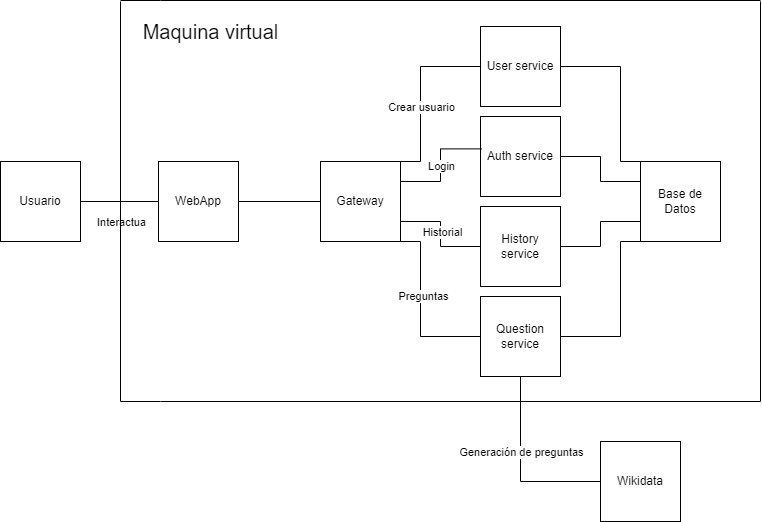 Maquina virtual
User service
Crear usuario
Auth service
Login
Usuario
WebApp
Gateway
Base de
Datos
Interactua
Historial
History
service
Preguntas
Question
service
Generación de preguntas
Wikidata